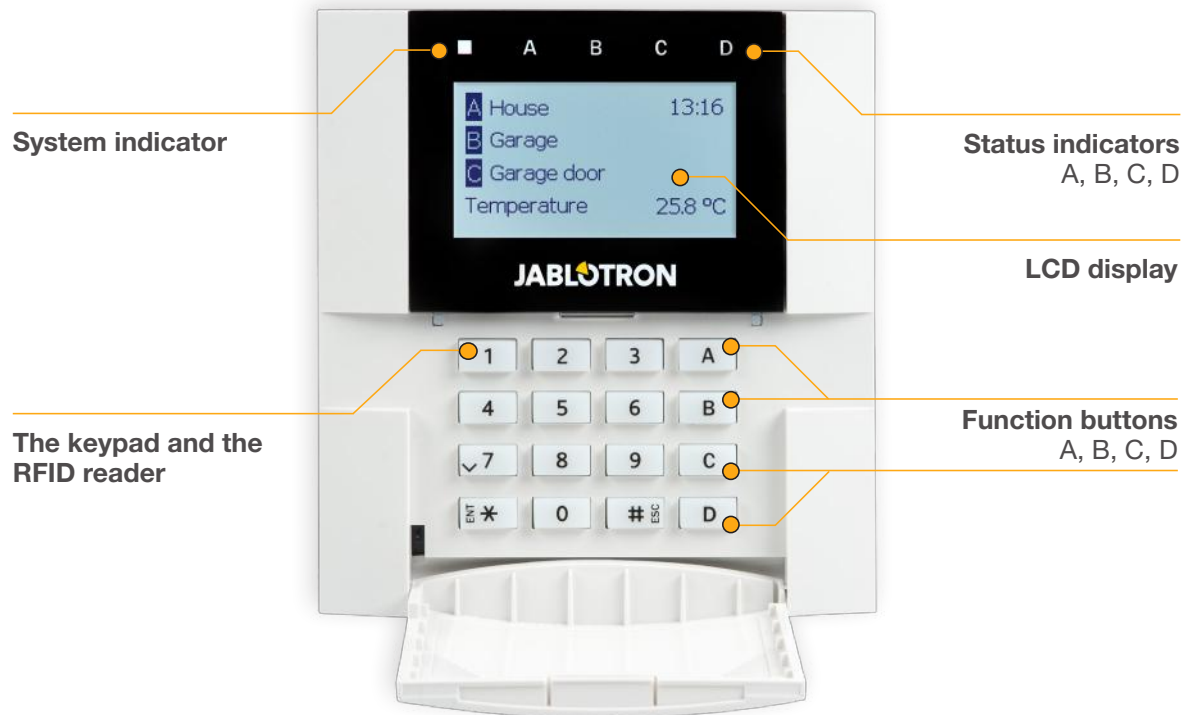 A B C D
A House 13:16
B Garage
C Garage door
Temperature 25.8 ºC
JABLOTRON
System indicator
Status indicators
A, B, C, D
LCD display
1 2 3 A
4 5 6 B
7 8 9 C
ENT * 0 # ESC D
The keypad and the
RFID reader
Function buttons
A, B, C, D